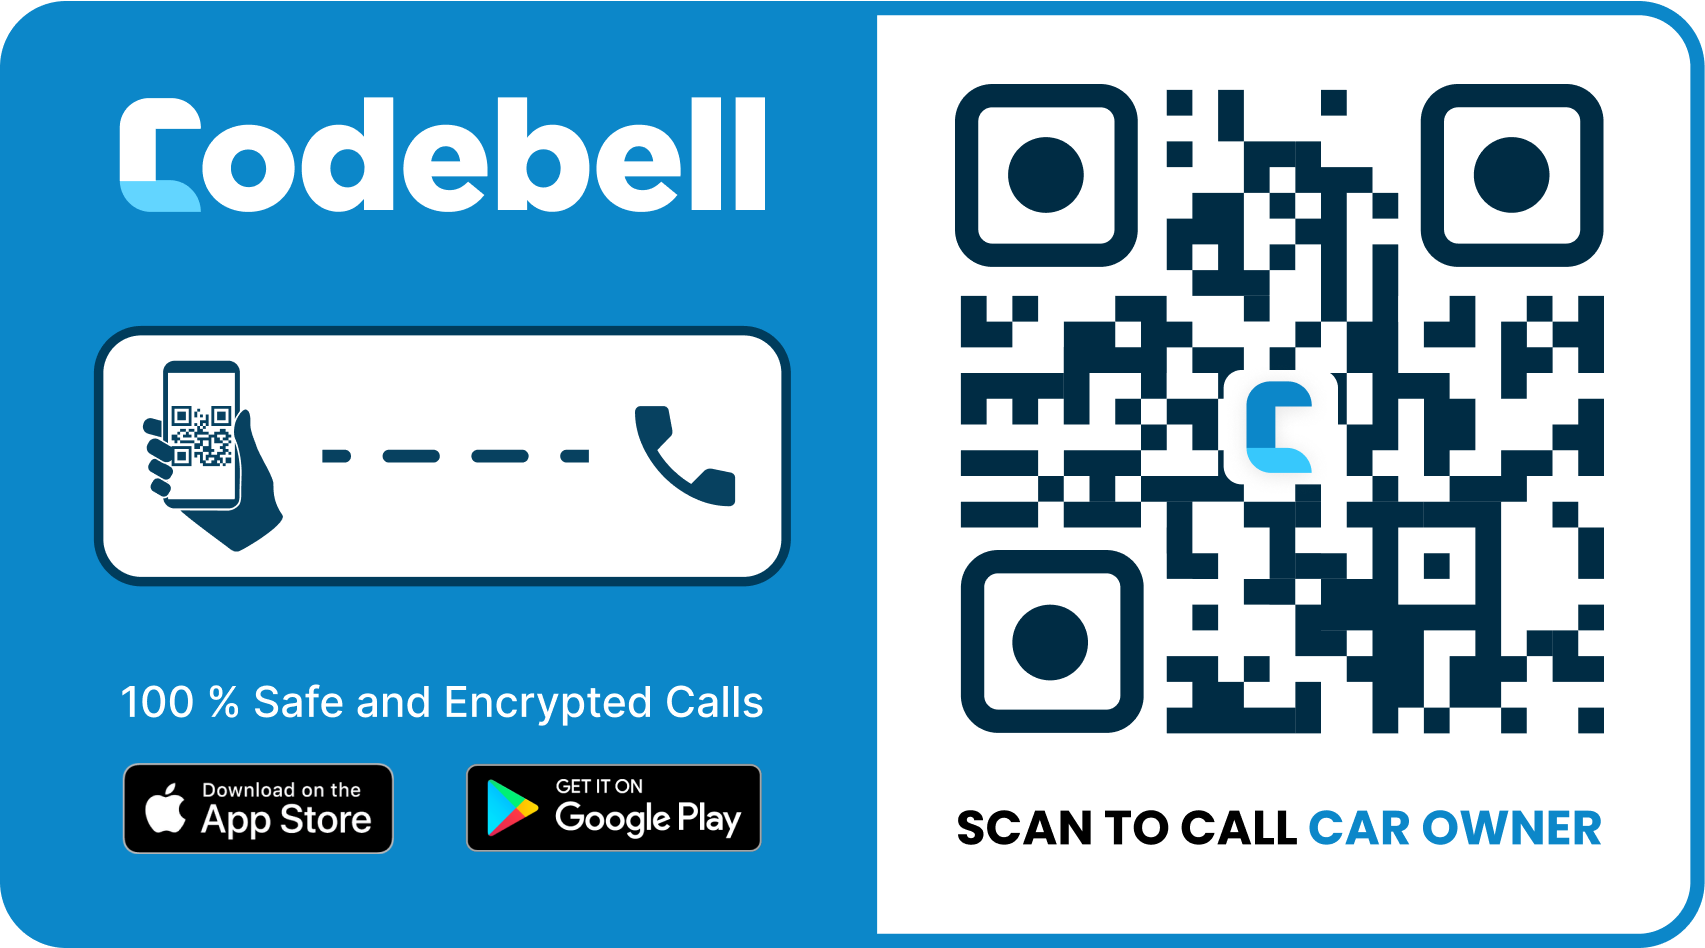 Codebell
100 % Safe and Encrypted Calls
Download on the
App Store
GET IT ON
Google Play
SCAN TO CALL CAR OWNER